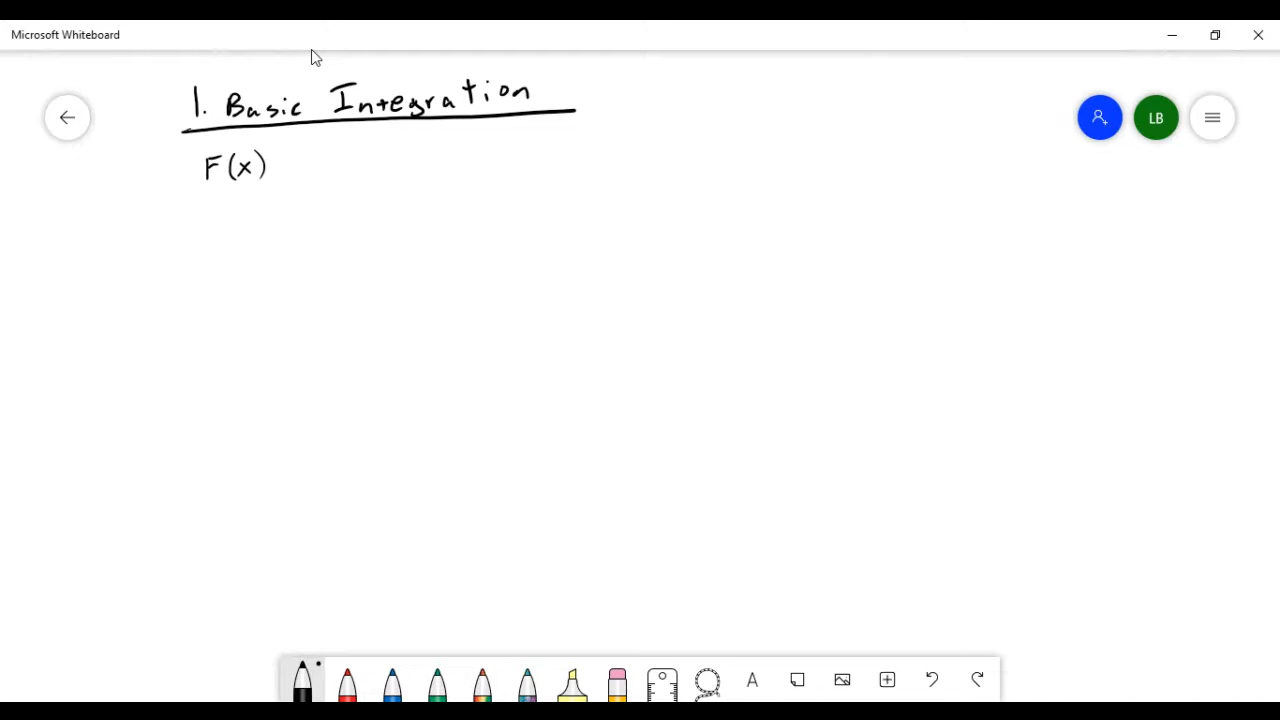 Microsoft Whiteboard
1. Basic Integration
LB
F(x)
A